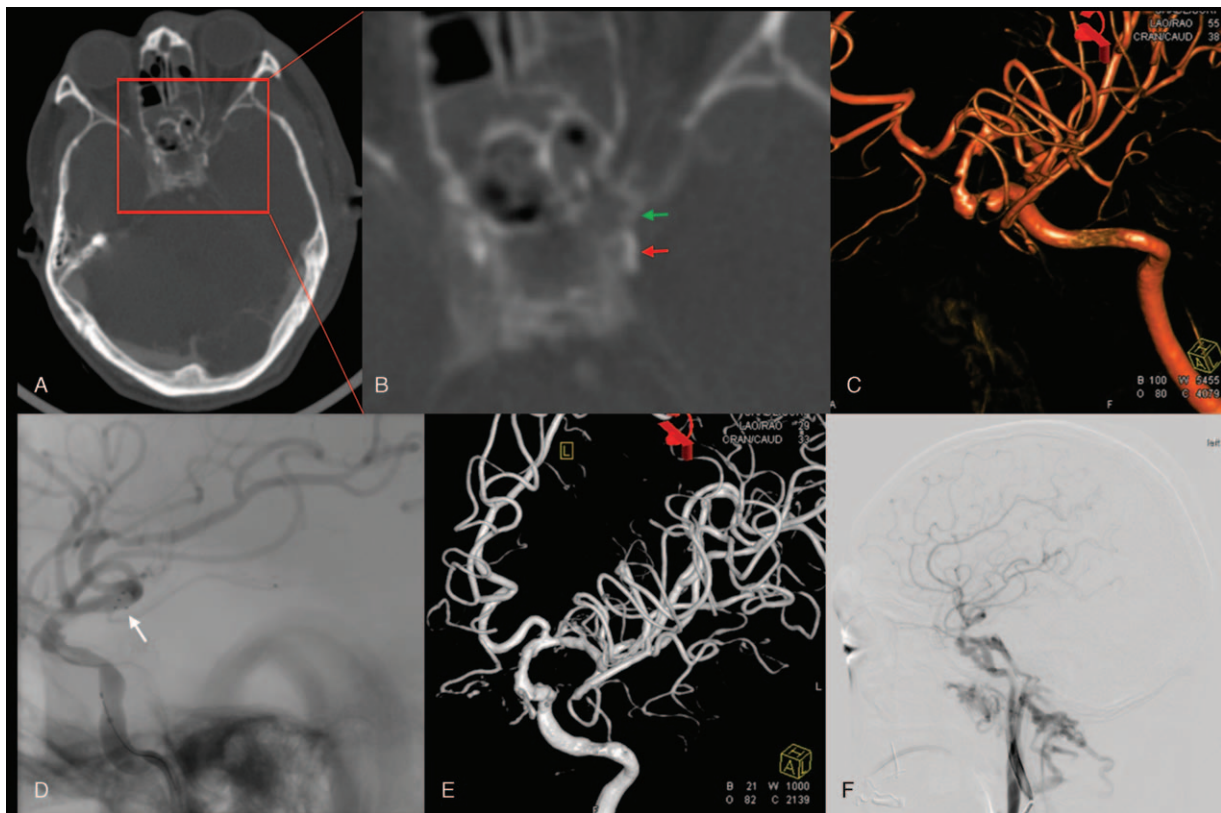 A
B
LAO/RAO 55
CRAN/CAUD 38
B 100 W 5455
O 80 C 4079
A
F
C
D
LAO/RAO 29
CRAN/CAUD 33
L
L
B 21 W 1000
O 82 C 2139
E
left
F